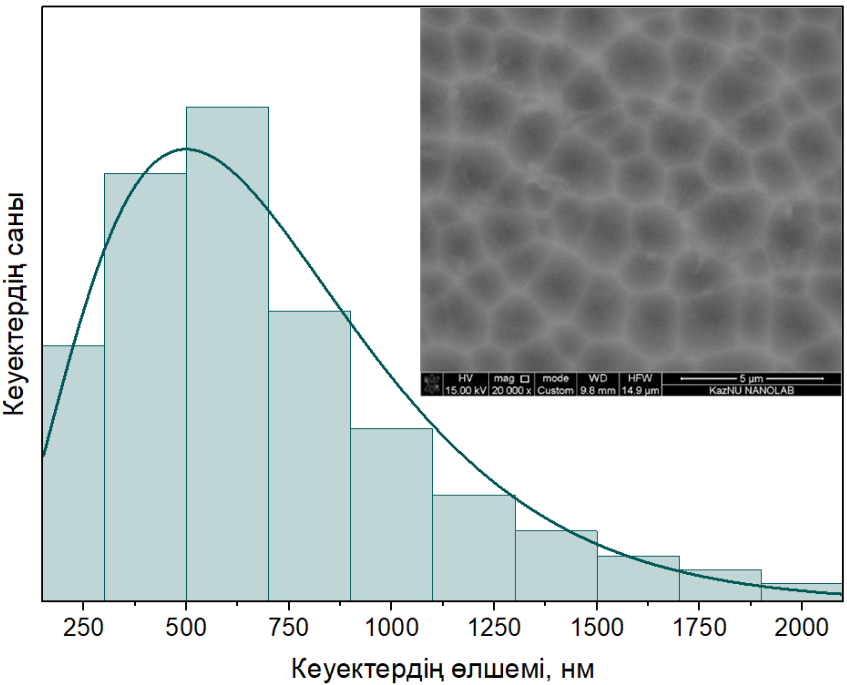 Кеуектердің саны
HV mag mode WD HFW 5 µm
15.00 kV 20 000 x Custom 9.8 mm 14.9 µm KazNU NANOLAB
250 500 750 1000 1250 1500 1750 2000
Кеуектердің өлшемі, нм